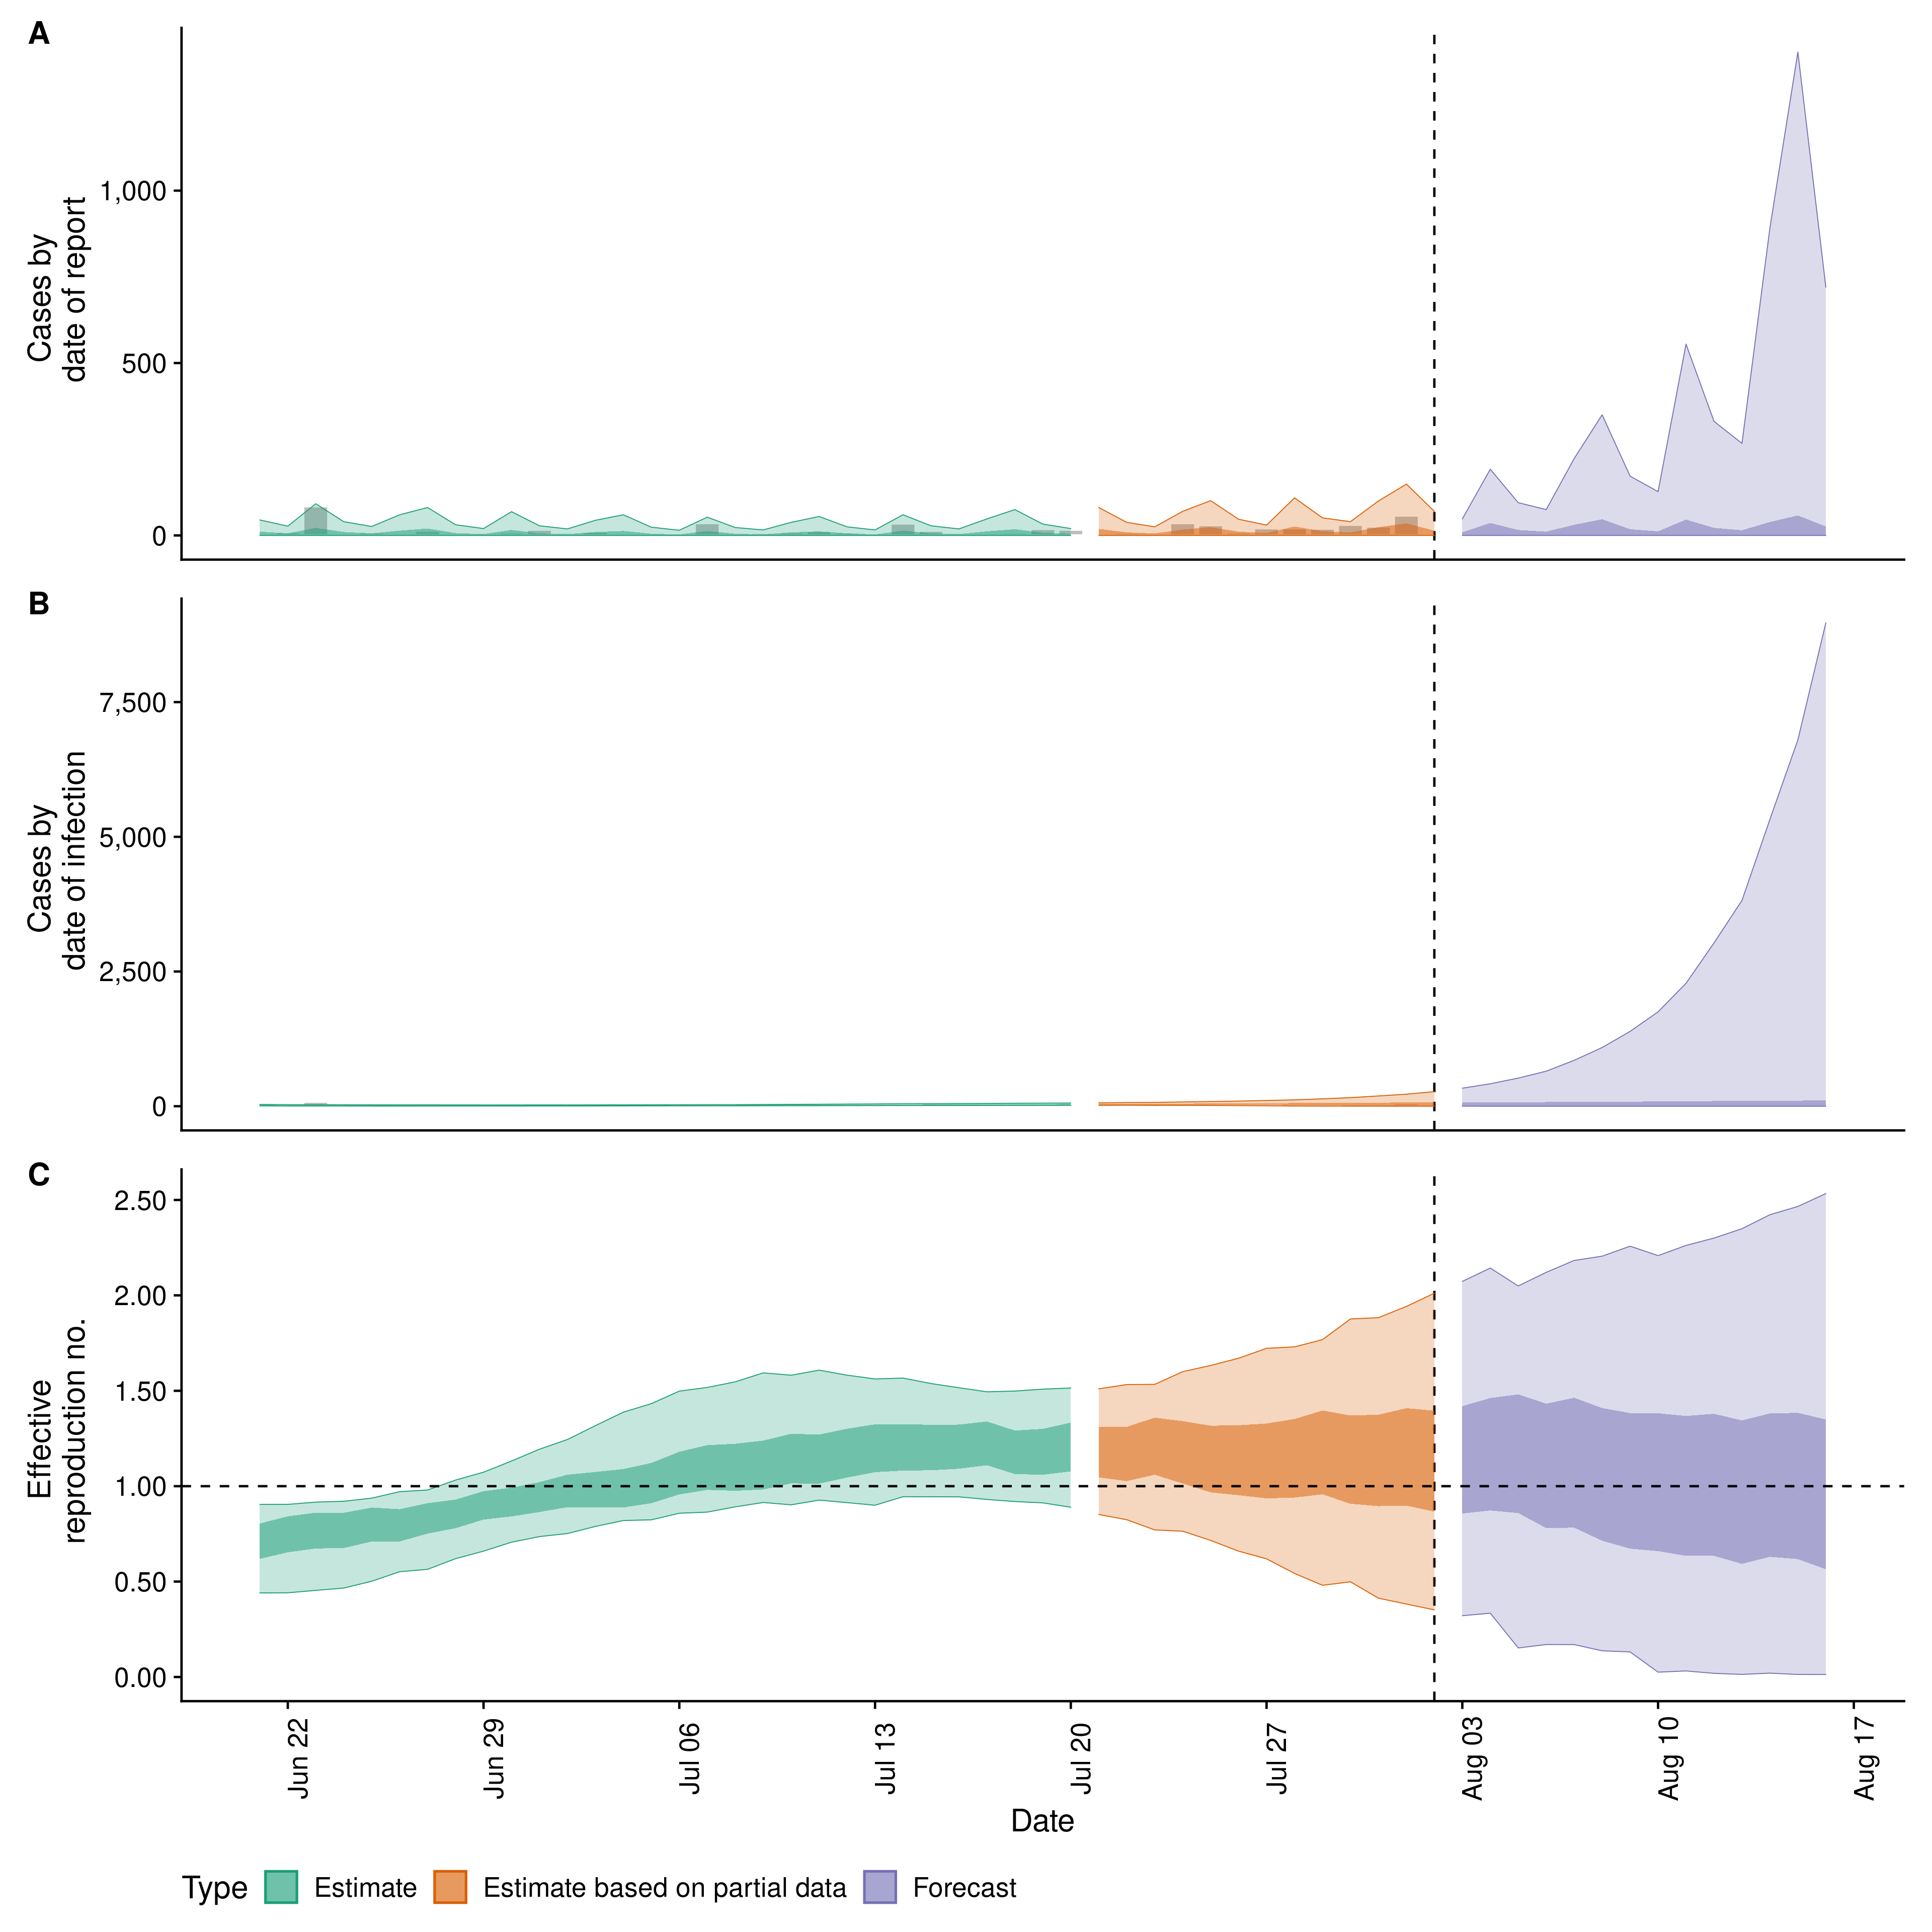 A
Cases by
date of report
1,000
500
0
B
Cases by
date of infection
7,500
5,000
2,500
0
C
Effective
reproduction no.
2.50
2.00
1.50
1.00
0.50
0.00
Jun 22
Jun 29
Jul 06
Jul 13
Jul 20
Jul 27
Aug 03
Aug 10
Aug 17
Date
Type Estimate Estimate based on partial data Forecast